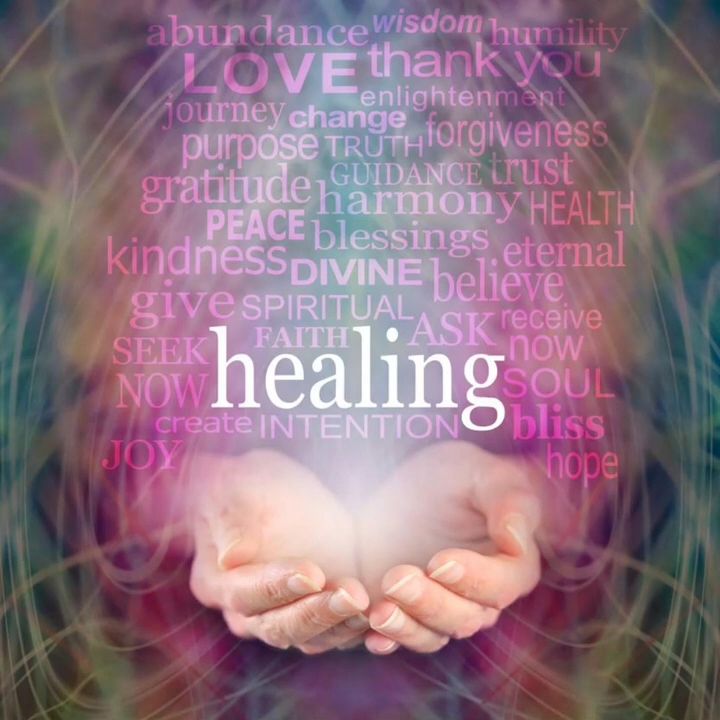 abundance wisdom humility
LOVE thank you
enlightenment
journey change forgiveness
purpose TRUTH
GUIDANCE trust
gratitude harmony HEALTH
PEACE blessings eternal
kindness DIVINE believe
give SPIRITUAL ASK receive
SEEK FAITH now
healing
NOW SOUL
create INTENTION bliss
JOY hope